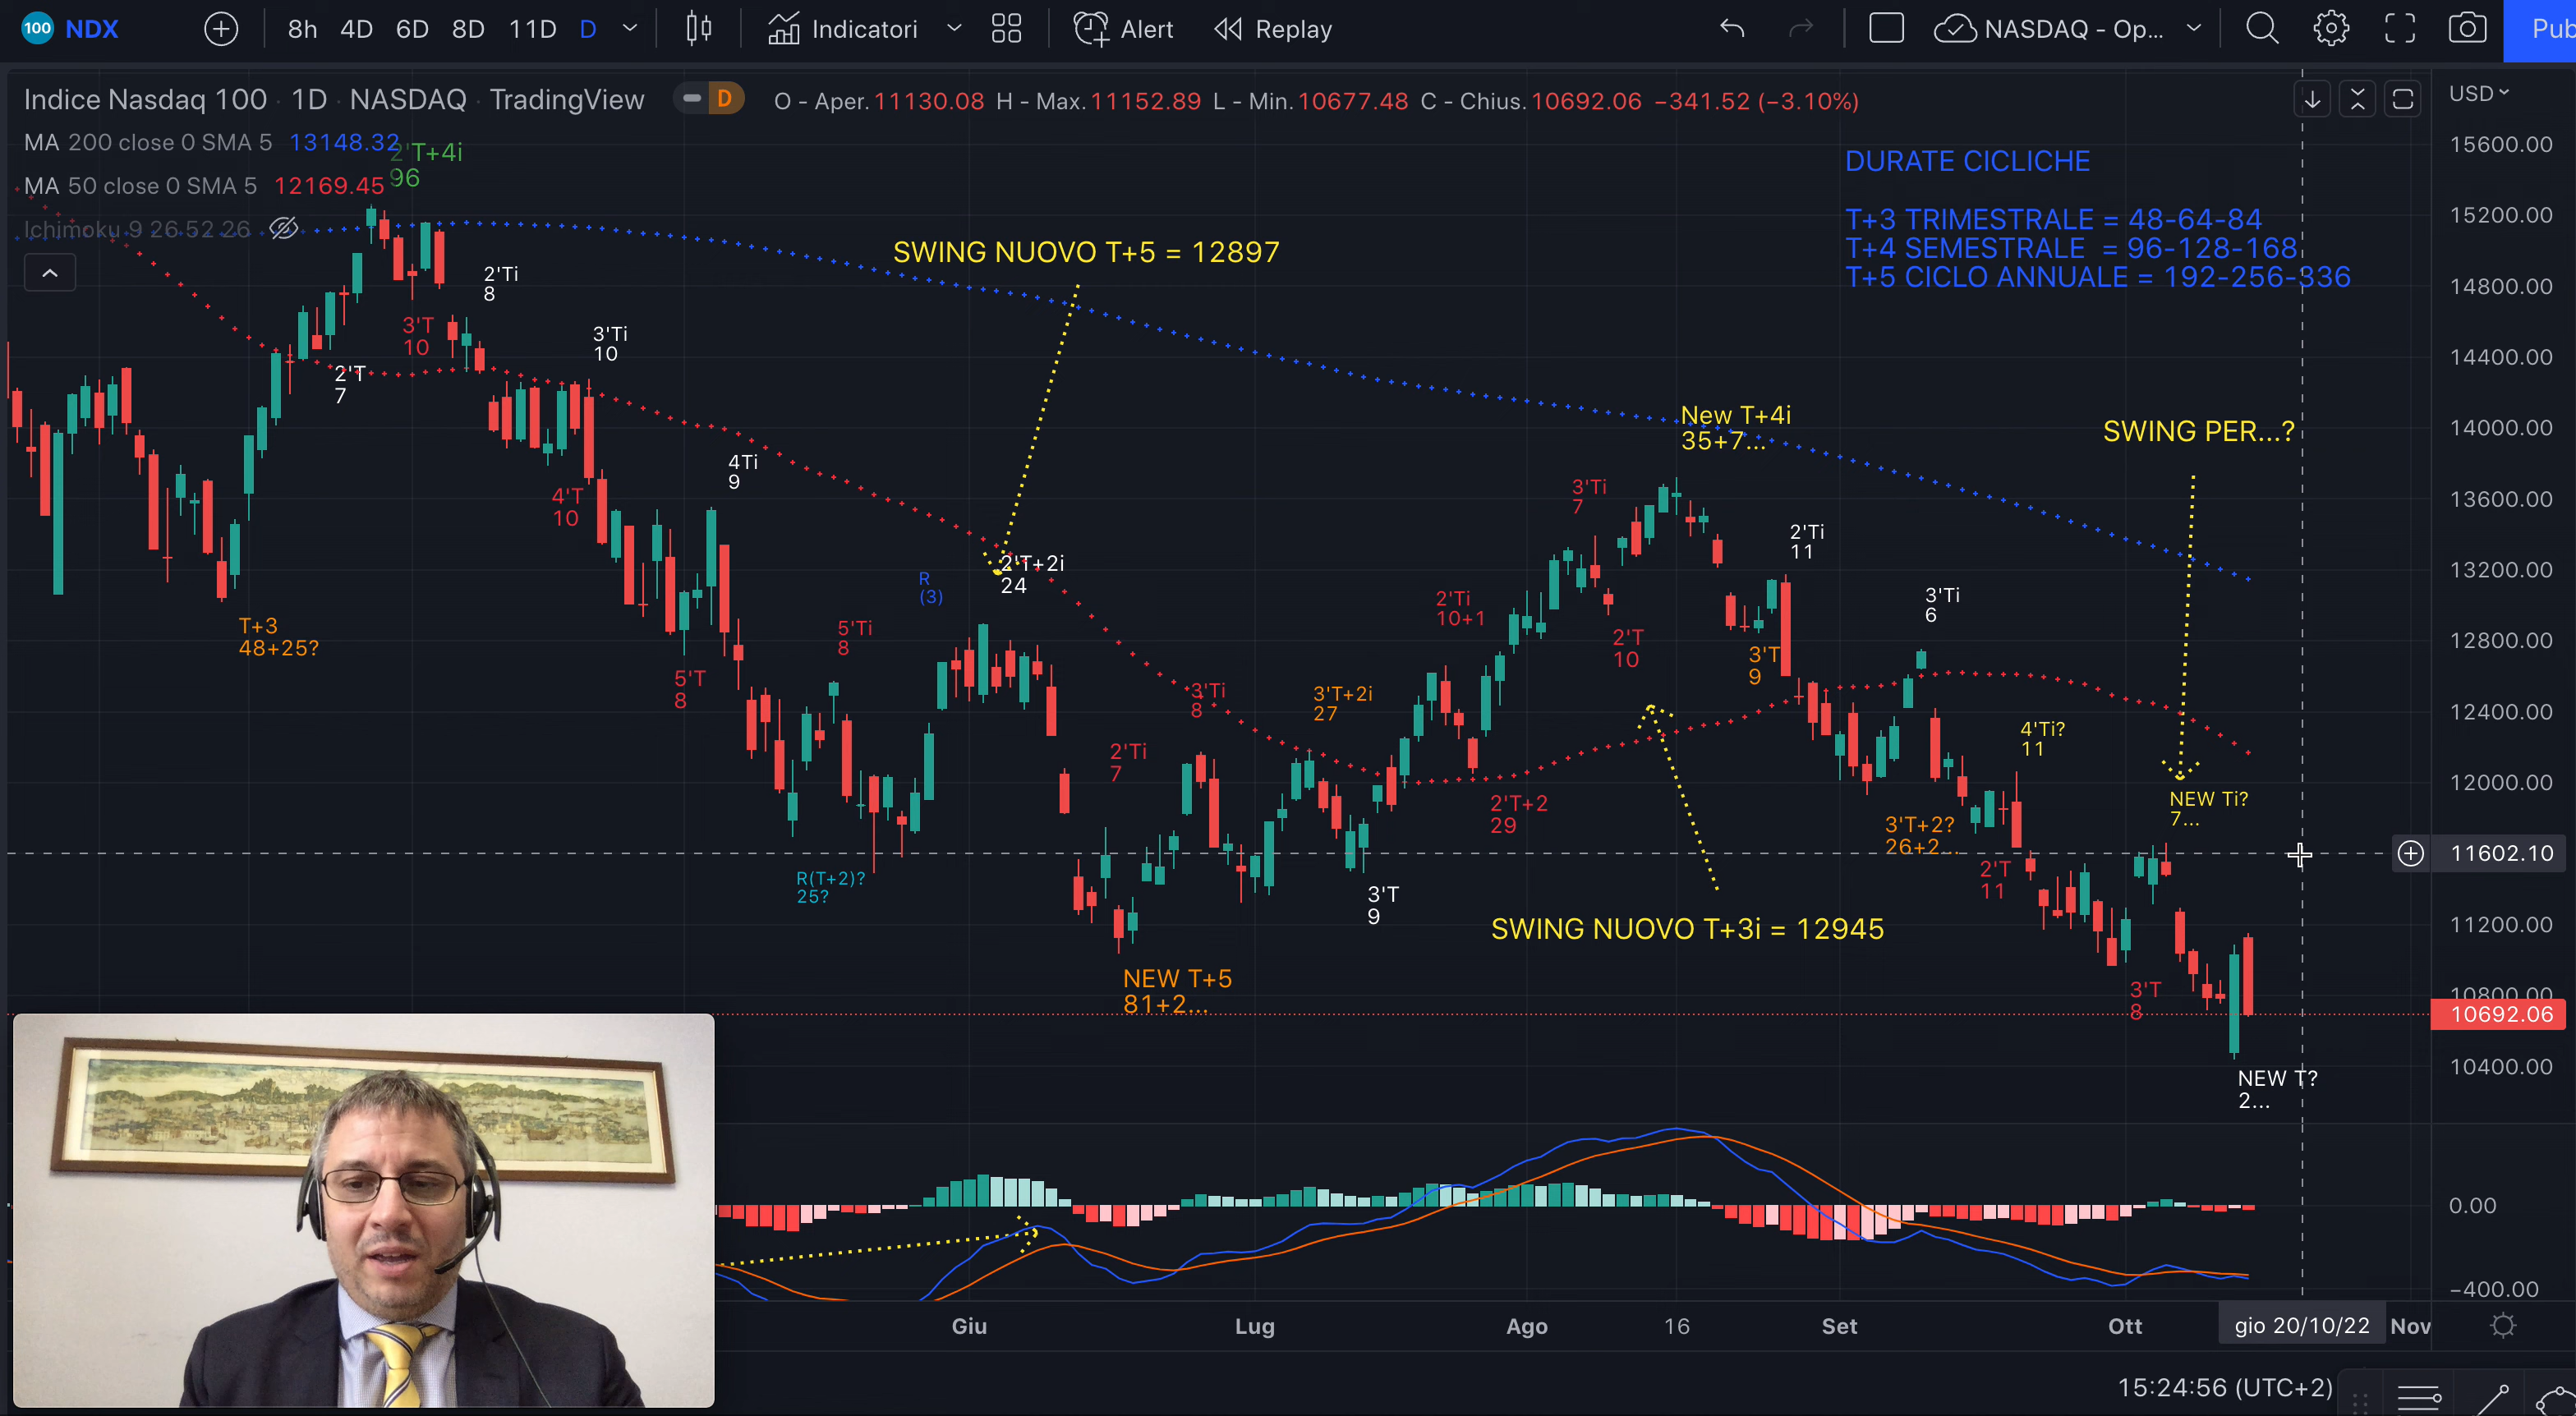 100 NDX 8h 4D 6D 8D 11D D Indicatori Alert Replay NASDAQ - Op... Pub
Indice Nasdaq 100 · 1D · NASDAQ · TradingView D O - Aper.11130.08 H - Max.11152.89 L - Min.10677.48 C - Chius.10692.06 −341.52 (−3.10%)
MA 200 close 0 SMA 5 13148.32
MA 50 close 0 SMA 5 12169.45
Ichimoku 9 26 52 26
2'T+4i
96
USD
15600.00
15200.00
14800.00
14400.00
14000.00
13600.00
13200.00
12800.00
12400.00
12000.00
11602.10
11200.00
10800.00
10692.06
10400.00
0.00
−400.00
DURATE CICLICHE
T+3 TRIMESTRALE = 48-64-84
T+4 SEMESTRALE = 96-128-168
T+5 CICLO ANNUALE = 192-256-336
SWING NUOVO T+5 = 12897
2'Ti
8
3'T
10
3'Ti
10
2'T
7
New T+4i
35+7...
SWING PER...?
4Ti
9
4'T
10
3'Ti
7
2'Ti
11
2'T+2i
24
R
(3)
2'Ti
10+1
3'Ti
6
T+3
48+25?
5'Ti
8
2'T
10
3'T
9
5'T
8
3'Ti
8
3'T+2i
27
2'Ti
7
4'Ti?
11
NEW Ti?
7...
2'T+2
29
3'T+2?
26+2...
R(T+2)?
25?
2'T
11
3'T
9
SWING NUOVO T+3i = 12945
NEW T+5
81+2...
3'T
8
NEW T?
2...
Giu Lug Ago 16 Set Ott gio 20/10/22 Nov
15:24:56 (UTC+2)